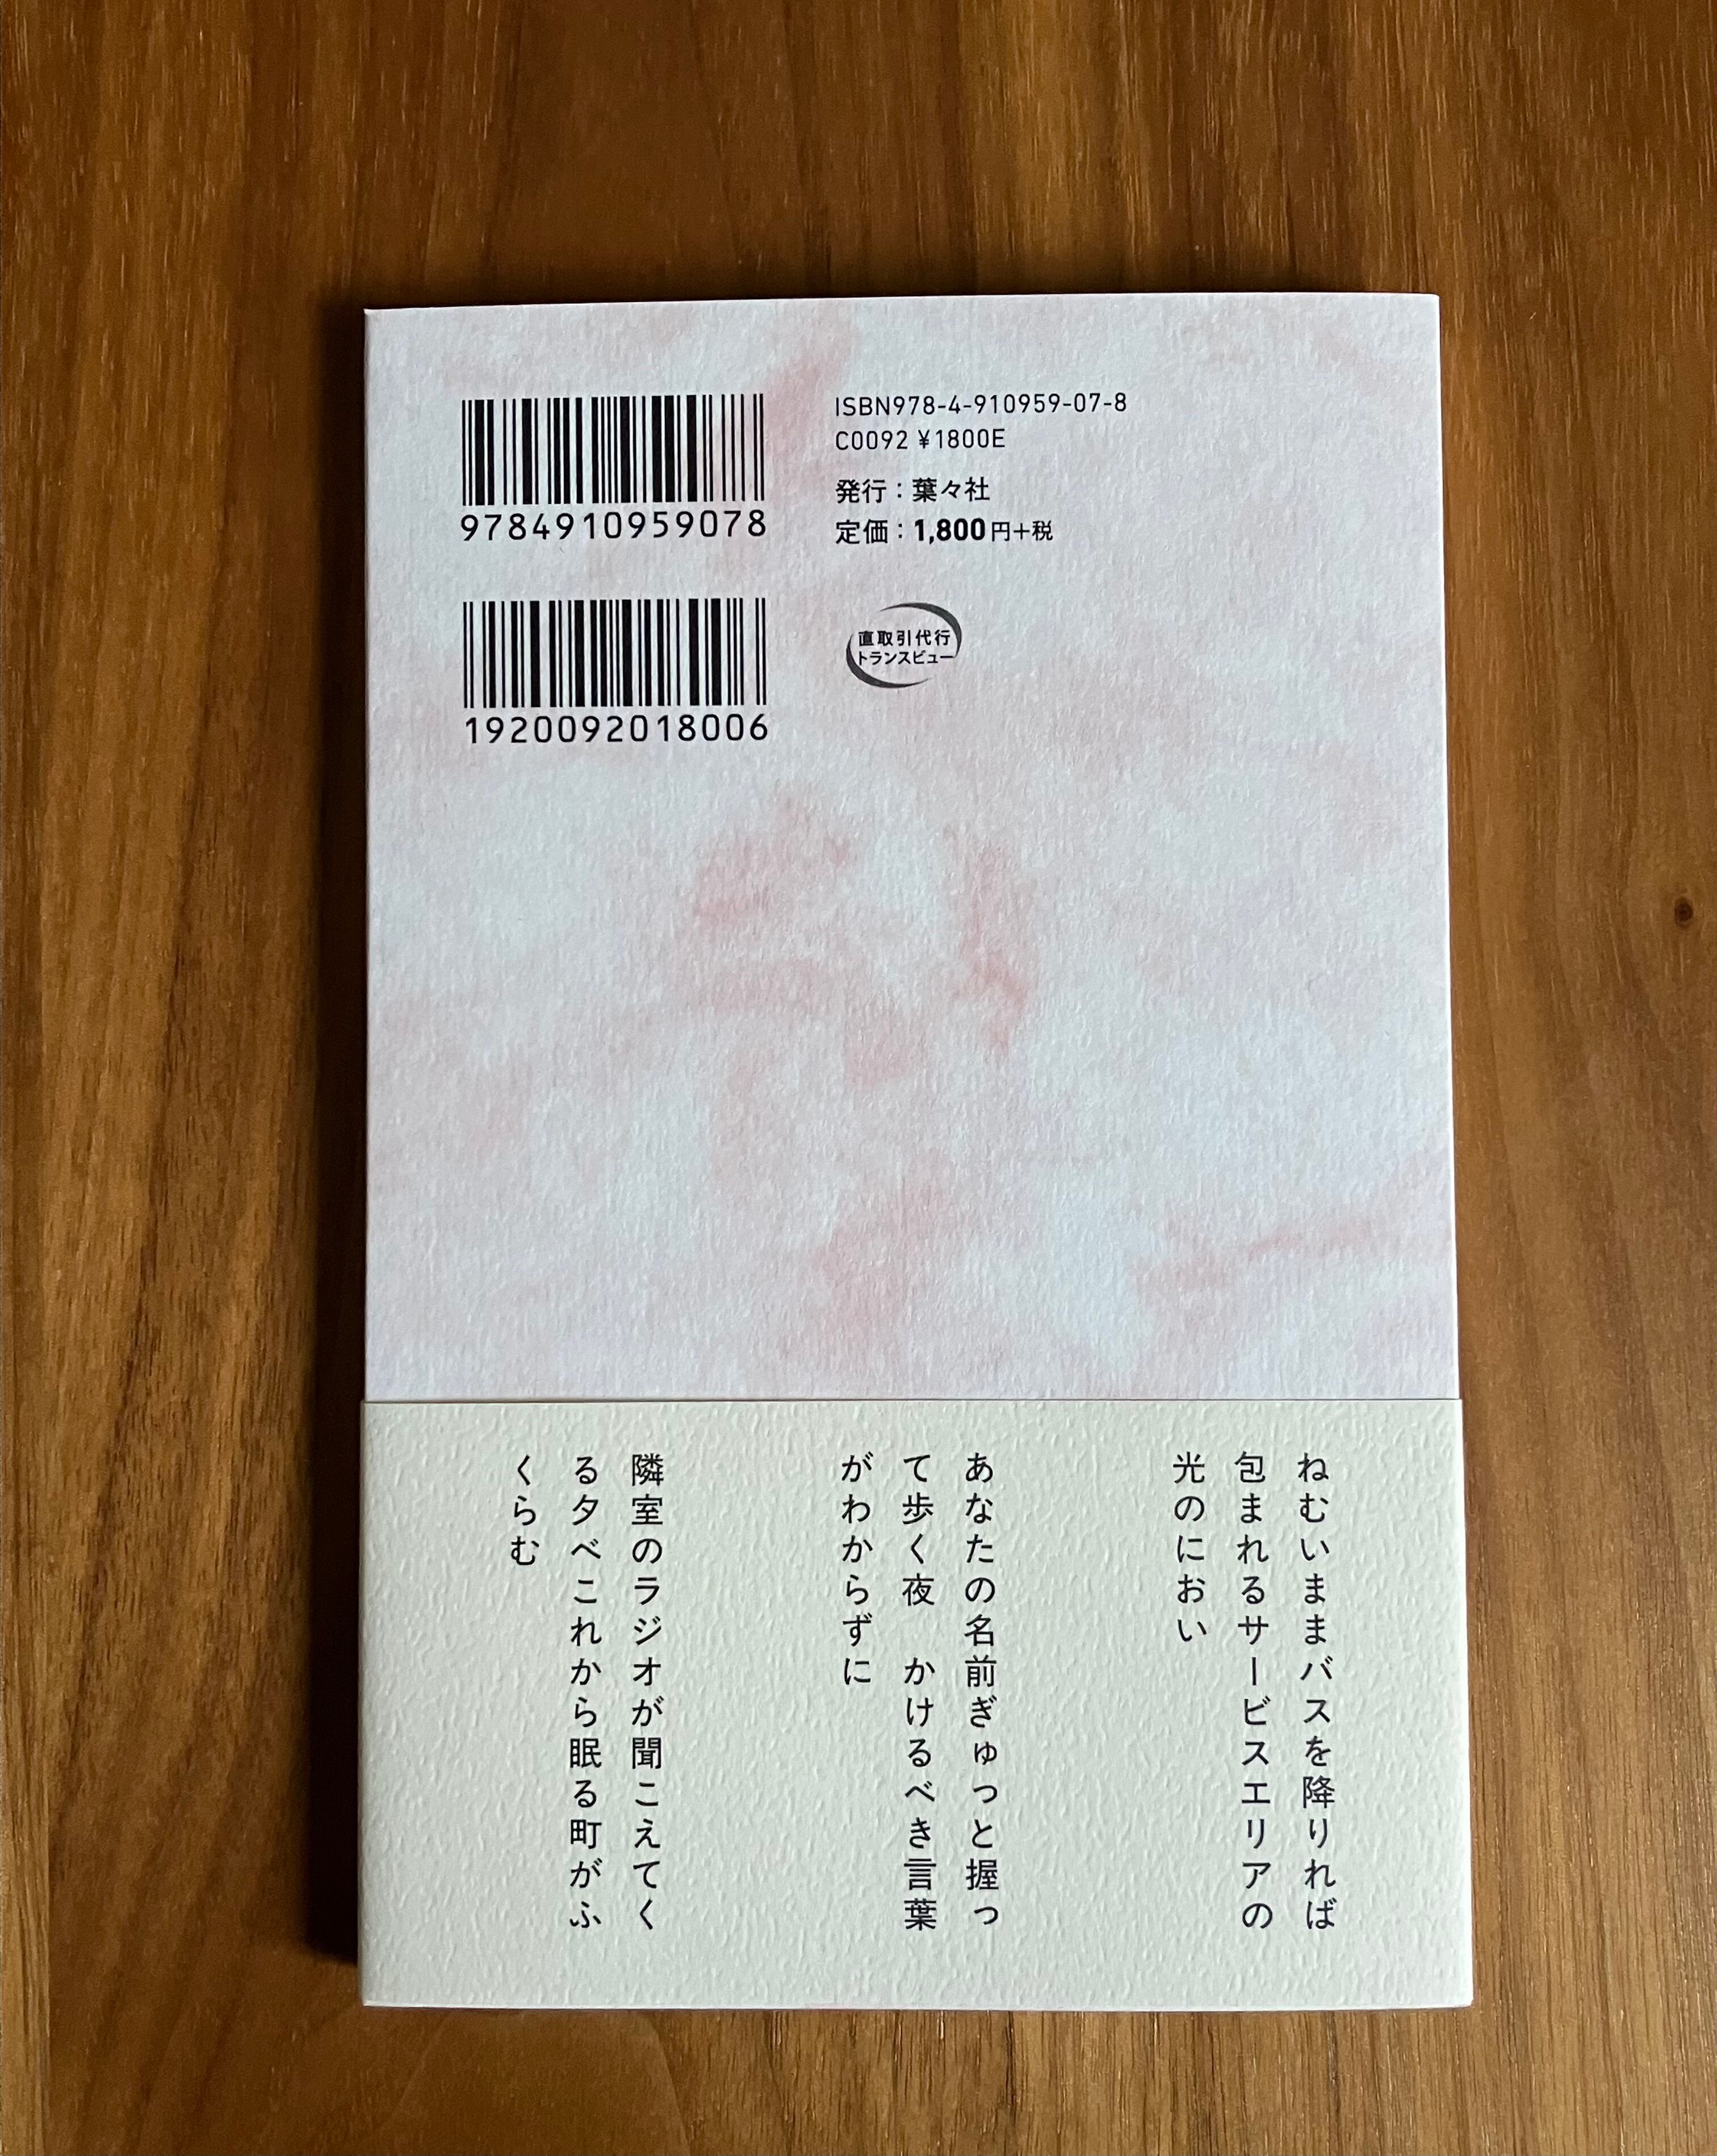 9784910959078
1920092018006
ISBN978-4-910959-07-8
C0092 ¥1800E
発行：葉々社
定価：1,800円+税
直取引代行
トランスビュー
ねむいままバスを降りれば
包まれるサービスエリアの
光のにおい
あなたの名前ぎゅっと握っ
て歩く夜　かけるべき言葉
がわからずに
隣室のラジオが聞こえてく
る夕べこれから眠る町がふ
くらむ